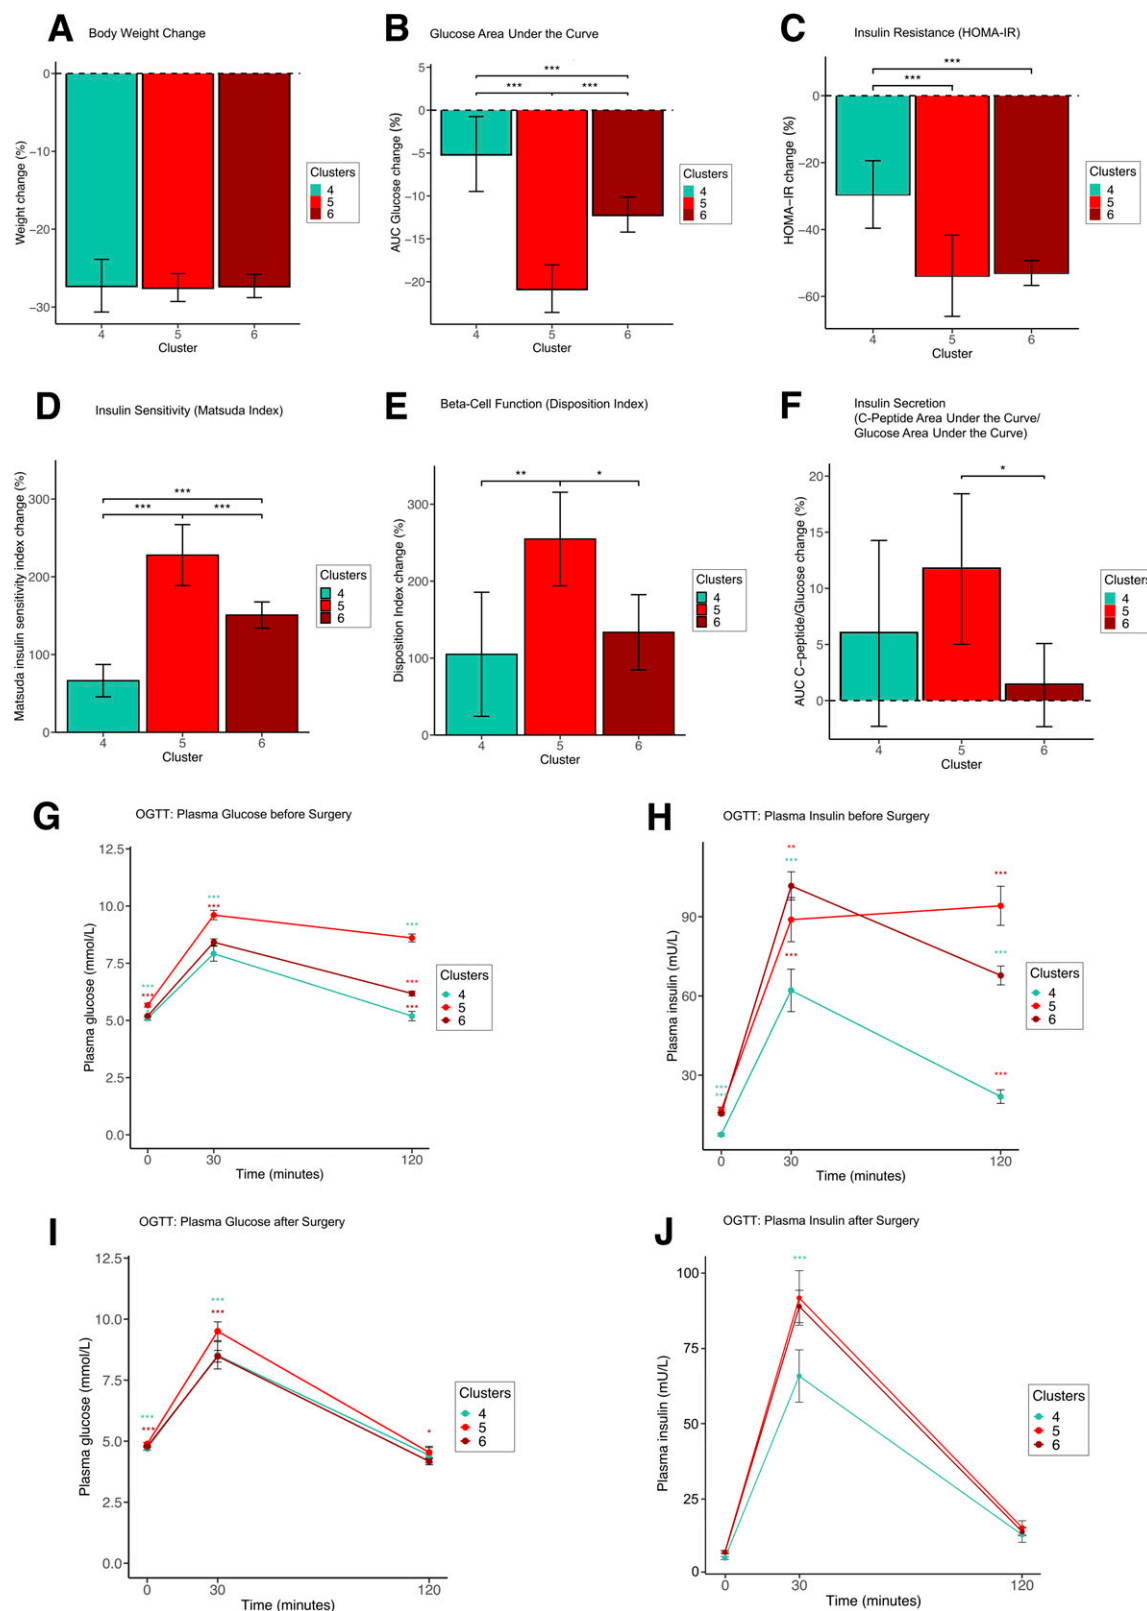 A Body Weight Change
0
−10
−20
−30
Weight change (%)
4 5 6
Cluster
Clusters
4
5
6
B Glucose Area Under the Curve
***
*** ***
5
0
−5
−10
−15
−20
AUC Glucose change (%)
4 5 6
Cluster
Clusters
4
5
6
C Insulin Resistance (HOMA-IR)
***
***
0
−20
−40
−60
HOMA−IR change (%)
4 5 6
Cluster
Clusters
4
5
6
D Insulin Sensitivity (Matsuda Index)
***
*** ***
300
200
100
0
Matsuda insulin sensitivity index change (%)
4 5 6
Cluster
Clusters
4
5
6
E Beta-Cell Function (Disposition Index)
** *
300
200
100
0
Disposition Index change (%)
4 5 6
Cluster
Clusters
4
5
6
F Insulin Secretion
(C-Peptide Area Under the Curve/
Glucose Area Under the Curve)
*
20
15
10
5
0
AUC C−peptide/Glucose change (%)
4 5 6
Cluster
Clusters
4
5
6
G OGTT: Plasma Glucose before Surgery
12.5
10.0
7.5
5.0
2.5
0.0
Plasma glucose (mmol/L)
***
***
***
***
***
***
***
0 30 120
Time (minutes)
Clusters
4
5
6
H OGTT: Plasma Insulin before Surgery
90
60
30
Plasma insulin (mU/L)
**
***
***
***
***
***
***
***
0 30 120
Time (minutes)
Clusters
4
5
6
I OGTT: Plasma Glucose after Surgery
12.5
10.0
7.5
5.0
2.5
0.0
Plasma glucose (mmol/L)
***
***
***
***
*
0 30 120
Time (minutes)
Clusters
4
5
6
J OGTT: Plasma Insulin after Surgery
100
75
50
25
0
Plasma insulin (mU/L)
***
0 30 120
Time (minutes)
Clusters
4
5
6